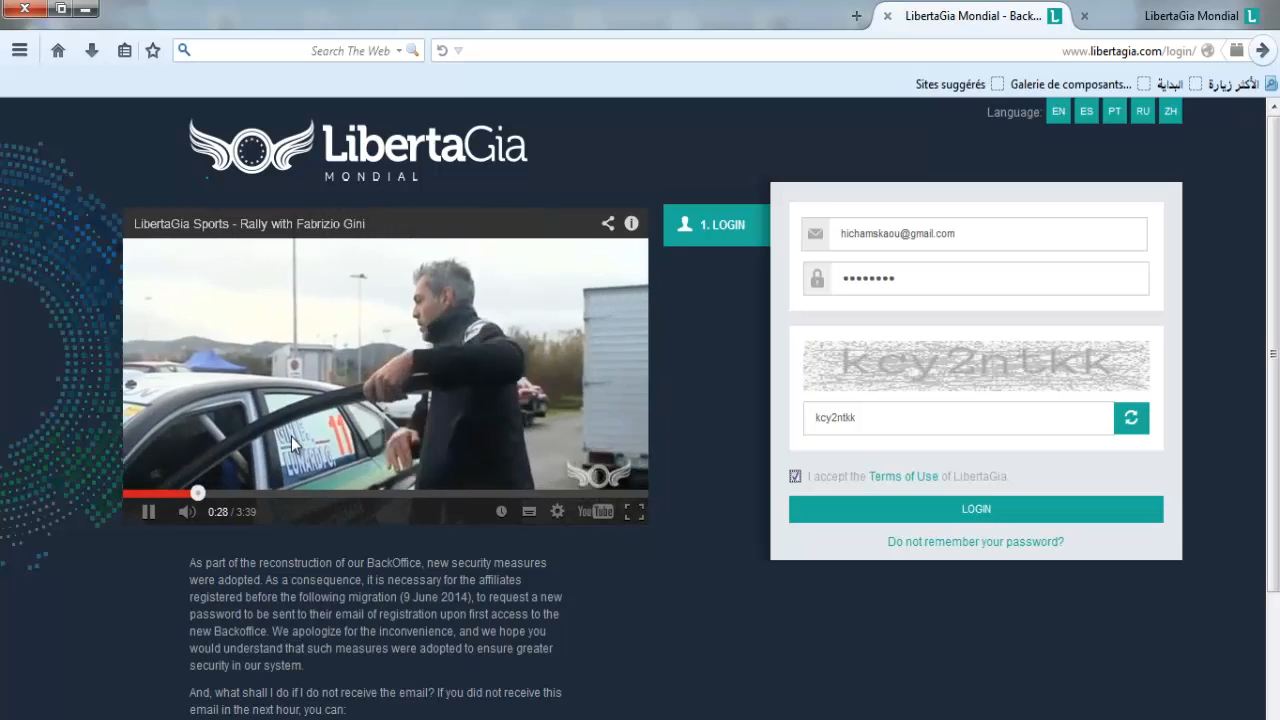 LibertaGia Mondial - Back...
LibertaGia Mondial
Search The Web
www.libertagia.com/login/
Sites suggérés
Galerie de composants...
البداية
الأكثر زيارة
Language: EN ES PT RU ZH
LibertaGia
MONDIAL
LibertaGia Sports - Rally with Fabrizio Gini
11
0:28 / 3:39
YouTube
1. LOGIN
hichamskaou@gmail.com
kcy2ntkk
kcy2ntkk
I accept the Terms of Use of LibertaGia
LOGIN
Do not remember your password?
As part of the reconstruction of our BackOffice, new security measures
were adopted. As a consequence, it is necessary for the affiliates
registered before the following migration (9 June 2014), to request a new
password to be sent to their email of registration upon first access to the
new Backoffice. We apologize for the inconvenience, and we hope you
would understand that such measures were adopted to ensure greater
security in our system.
And, what shall I do if I do not receive the email? If you did not receive this
email in the next hour, you can: